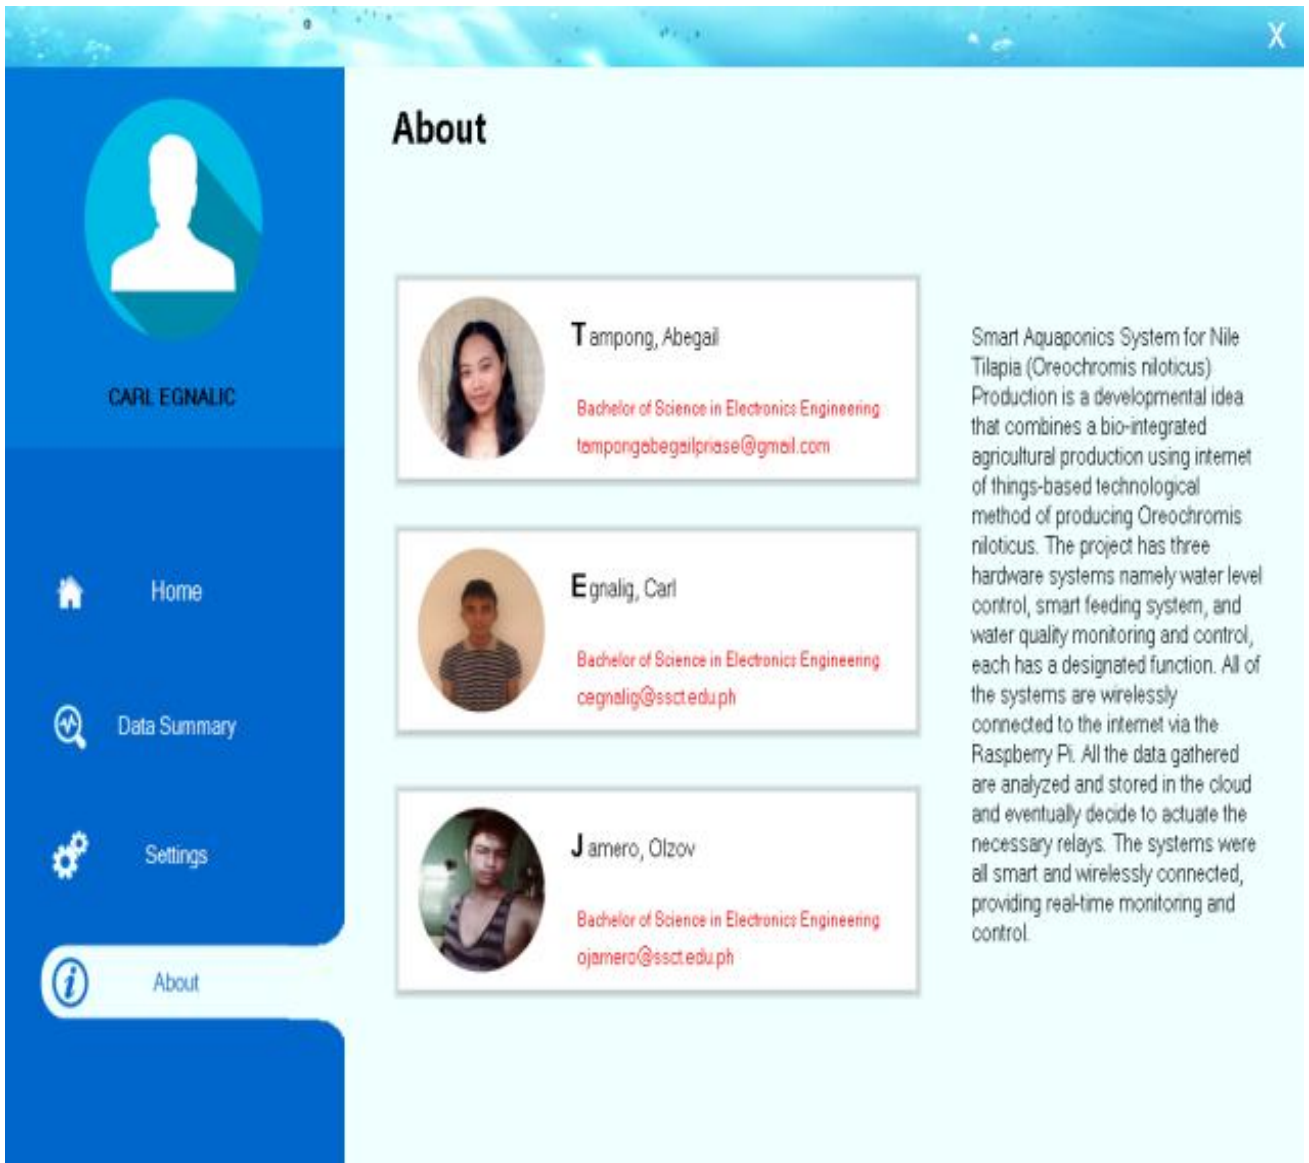 X
CARL EGNALIC
Home
Data Summary
Settings
About
About
Tampong, Abegail
Bachelor of Science in Electronics Engineering
tampongabegailpriase@gmail.com
Egnalig, Carl
Bachelor of Science in Electronics Engineering
cegnalig@ssct.edu.ph
Jamero, Olzov
Bachelor of Science in Electronics Engineering
ojamero@ssct.edu.ph
Smart Aquaponics System for Nile
Tilapia (Oreochromis niloticus)
Production is a developmental idea
that combines a bio-integrated
agricultural production using internet
of things-based technological
method of producing Oreochromis
niloticus. The project has three
hardware systems namely water level
control, smart feeding system, and
water quality monitoring and control,
each has a designated function. All of
the systems are wirelessly
connected to the internet via the
Raspberry Pi. All the data gathered
are analyzed and stored in the cloud
and eventually decide to actuate the
necessary relays. The systems were
all smart and wirelessly connected,
providing real-time monitoring and
control.